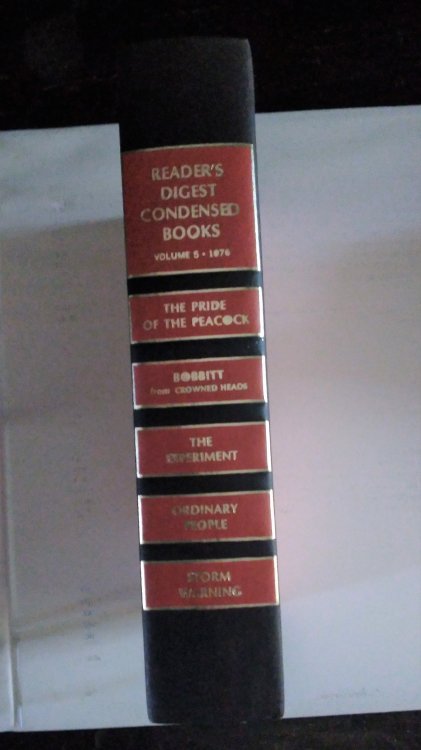 READER'S
DIGEST
CONDENSED
BOOKS
VOLUME 5 • 1976
THE PRIDE
OF THE PEACOCK
BOBBITT
from CROWNED HEADS
THE
EXPERIMENT
ORDINARY
PEOPLE
STORM
WARNING